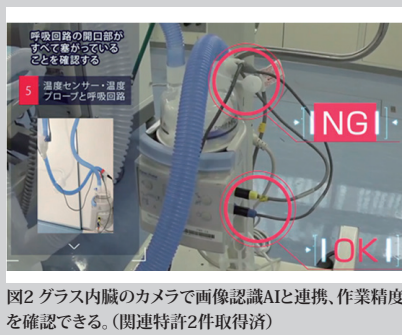 呼吸回路の開口部が
すべて塞がっている
ことを確認する
5
温度センサー・温度
プローブと呼吸回路
NG
OK
図2 グラス内臓のカメラで画像認識AIと連携、作業精度
を確認できる。(関連特許2件取得済)